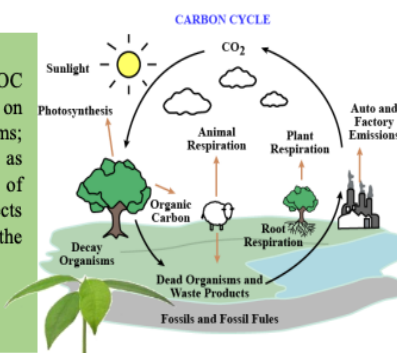 CARBON CYCLE
OC
on
ms;
as
of
cts
the
CO2
Sunlight
Photosynthesis
Auto and
Factory
Emissions
Animal
Respiration
Plant
Respiration
Organic
Carbon
Root
Respiration
Decay
Organisms
Dead Organisms and
Waste Products
Fossils and Fossil Fules